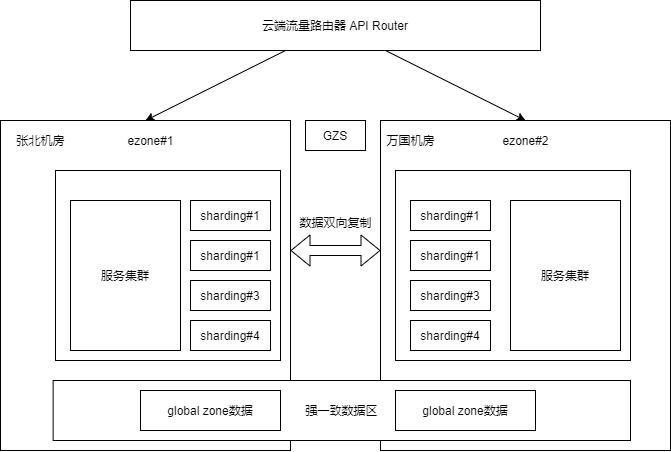 云端流量路由器 API Router
张北机房
ezone#1
GZS
万国机房
ezone#2
数据双向复制
服务集群
sharding#1
sharding#1
sharding#3
sharding#4
sharding#1
sharding#1
sharding#3
sharding#4
服务集群
global zone数据
强一致数据区
global zone数据